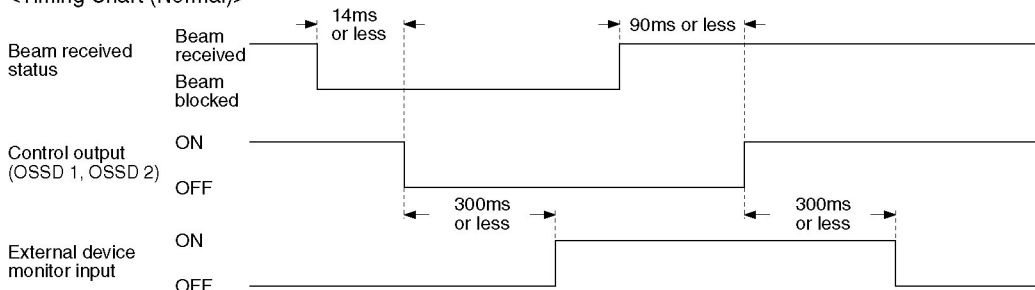 <Timing Chart (Normal)>
14ms
or less
90ms or less
Beam received
status
Beam
received
Beam
blocked
Control output
(OSSD 1, OSSD 2)
ON
OFF
300ms
or less
300ms
or less
External device
monitor input
ON
OFF